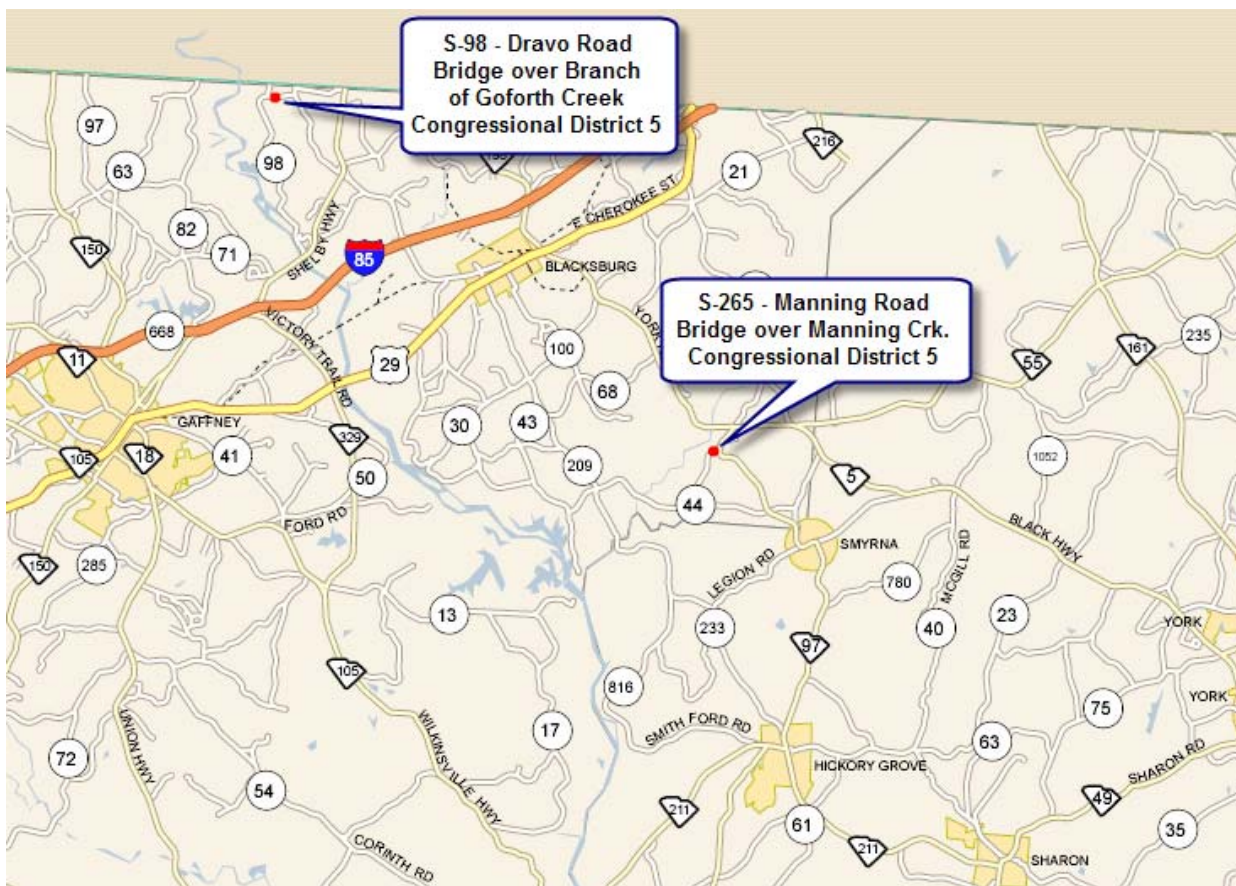 S-98 - Dravo Road
Bridge over Branch
of Goforth Creek
Congressional District 5
97
63
98
216
21
150
82
71
SHELBY HWY
85
E CHEROKEE ST
BLACKSBURG
S-265 - Manning Road
Bridge over Manning Crk.
Congressional District 5
668
11
VICTORY TRAIL RD
29
100
68
55
161
235
GAFFNEY
105
18
41
329
50
30
43
209
44
5
1052
FORD RD
BLACK HWY
SMYRNA
LEGION RD
MCGILL RD
150
285
13
780
233
40
23
YORK
97
105
816
YORK
75
UNION HWY
WILKINSVILLE HWY
17
SMITH FORD RD
63
72
HICKORY GROVE
SHARON RD
54
211
49
61
35
CORINTH RD
211
SHARON